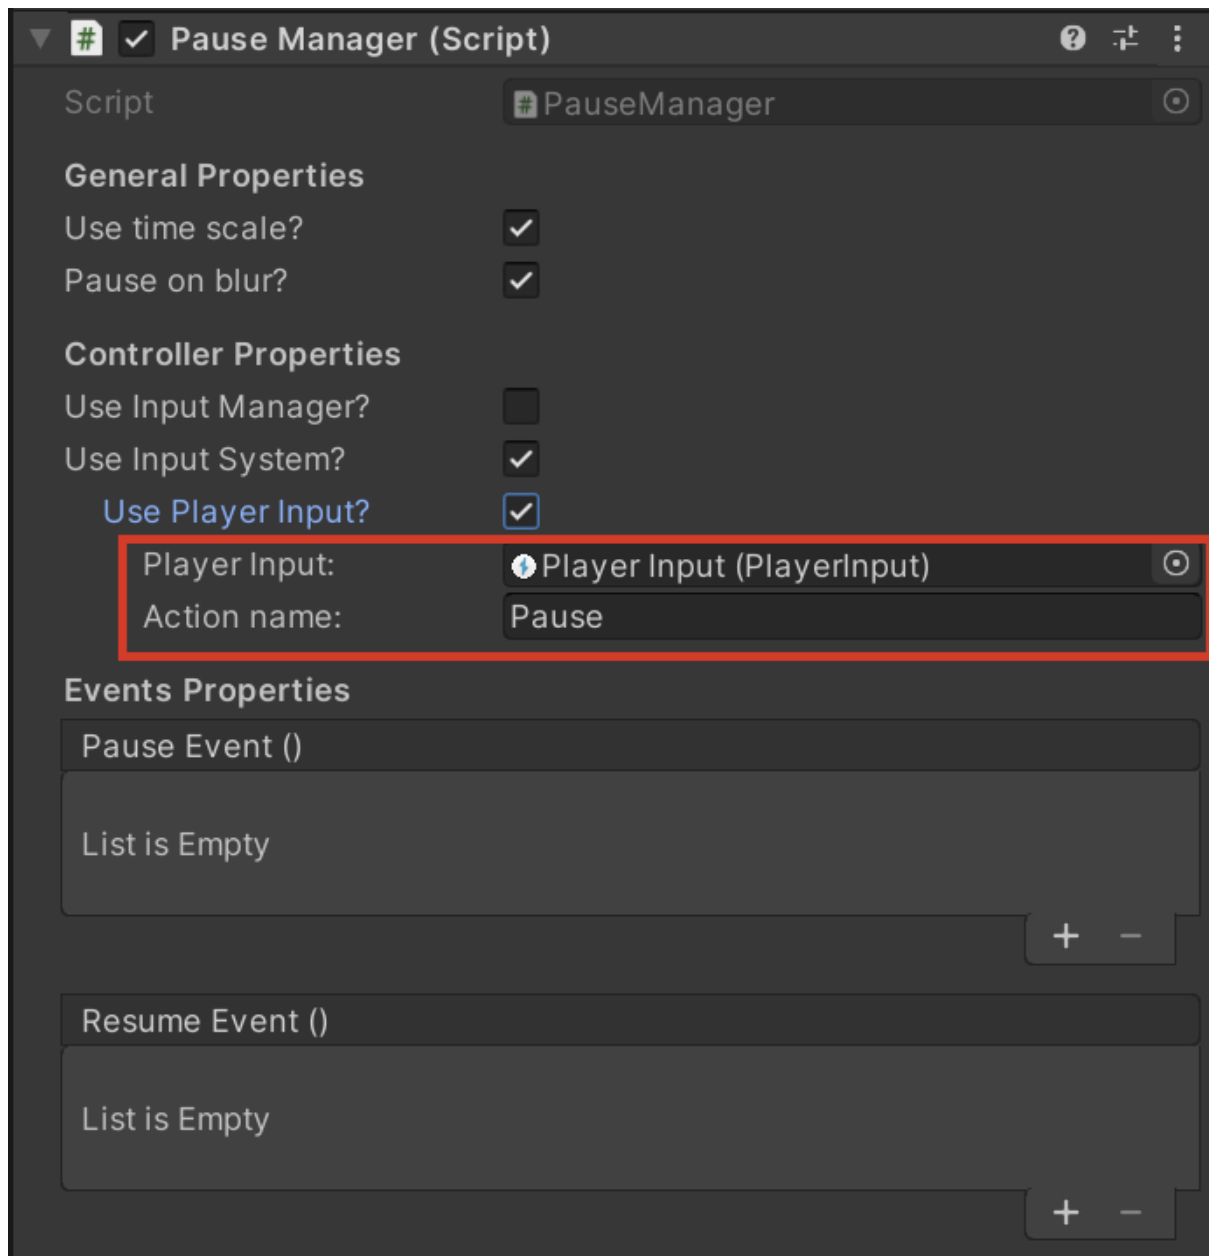 Pause Manager (Script)
Script PauseManager
General Properties
Use time scale?
Pause on blur?
Controller Properties
Use Input Manager?
Use Input System?
Use Player Input?
Player Input: Player Input (PlayerInput)
Action name: Pause
Events Properties
Pause Event ()
List is Empty
Resume Event ()
List is Empty